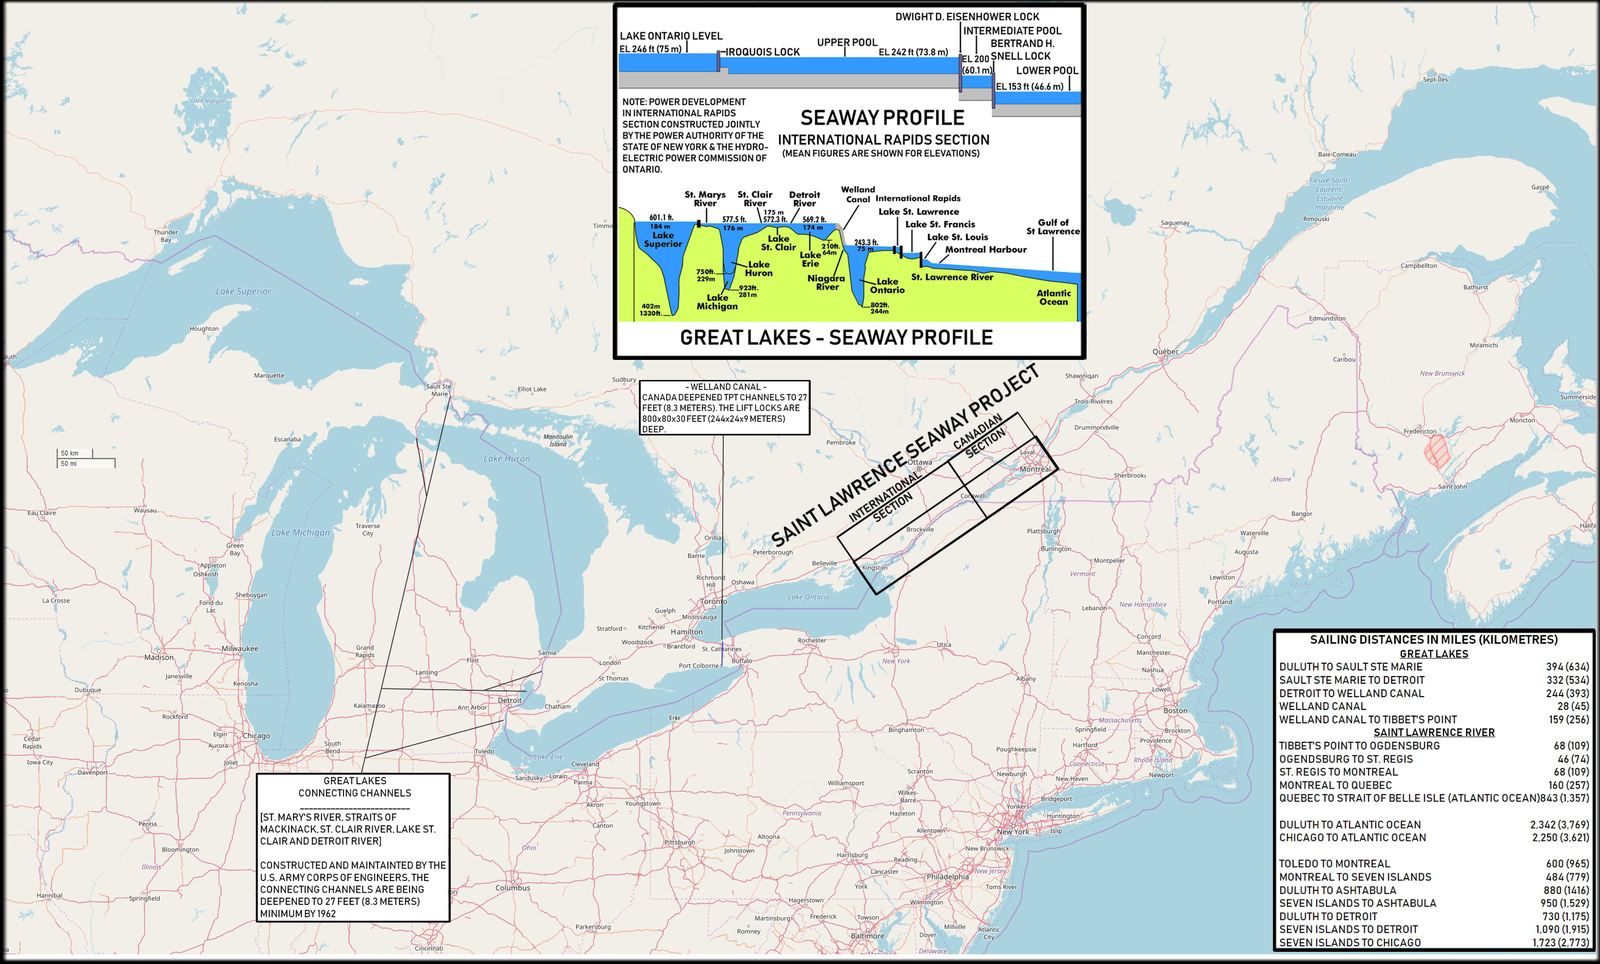 DWIGHT D. EISENHOWER LOCK
LAKE ONTARIO LEVEL
EL 246 ft (75 m)
IROQUOIS LOCK
UPPER POOL
EL 242 ft (73.8 m)
INTERMEDIATE POOL
BERTRAND H.
SNELL LOCK
EL 200
(60.1 m)
LOWER POOL
EL 153 ft (46.6 m)
NOTE: POWER DEVELOPMENT
IN INTERNATIONAL RAPIDS
SECTION CONSTRUCTED JOINTLY
BY THE POWER AUTHORITY OF THE
STATE OF NEW YORK & THE HYDRO-
ELECTRIC POWER COMMISSION OF
ONTARIO.
SEAWAY PROFILE
INTERNATIONAL RAPIDS SECTION
(MEAN FIGURES ARE SHOWN FOR ELEVATIONS)
St. Marys
River
St. Clair
River
Detroit
River
Welland
Canal
International Rapids
Lake St. Lawrence
Lake St. Francis
Lake St. Louis
Montreal Harbour
Gulf of
St Lawrence
601.1 ft.
184 m
Lake
Superior
577.5 ft.
176 m
175 m
572.3 ft.
569.2 ft.
174 m
Lake
St. Clair
Lake
Erie
210ft.
64m
243.3 ft.
75 m
750ft.
229m
Lake
Huron
923ft.
281m
Lake
Michigan
Niagara
River
Lake
Ontario
St. Lawrence River
Atlantic
Ocean
402m
1330ft.
802ft.
244m
GREAT LAKES - SEAWAY PROFILE
- WELLAND CANAL -
CANADA DEEPENED TPT CHANNELS TO 27
FEET (8.3 METERS). THE LIFT LOCKS ARE
800x80x30 FEET (244x24x9 METERS)
DEEP.
SAINT LAWRENCE SEAWAY PROJECT
INTERNATIONAL
SECTION
CANADIAN
SECTION
GREAT LAKES
CONNECTING CHANNELS
[ST. MARY'S RIVER, STRAITS OF
MACKINACK, ST. CLAIR RIVER, LAKE ST.
CLAIR AND DETROIT RIVER]
CONSTRUCTED AND MAINTAINTED BY THE
U.S. ARMY CORPS OF ENGINEERS, THE
CONNECTING CHANNELS ARE BEING
DEEPENED TO 27 FEET (8.3 METERS)
MINIMUM BY 1962
SAILING DISTANCES IN MILES (KILOMETRES)
GREAT LAKES
DULUTH TO SAULT STE MARIE 394 (634)
SAULT STE MARIE TO DETROIT 332 (534)
DETROIT TO WELLAND CANAL 244 (393)
WELLAND CANAL 28 (45)
WELLAND CANAL TO TIBBET'S POINT 159 (256)
SAINT LAWRENCE RIVER
TIBBET'S POINT TO OGDENSBURG 68 (109)
OGENDSBURG TO ST. REGIS 46 (74)
ST. REGIS TO MONTREAL 68 (109)
MONTREAL TO QUEBEC 160 (257)
QUEBEC TO STRAIT OF BELLE ISLE (ATLANTIC OCEAN)843 (1,357)
DULUTH TO ATLANTIC OCEAN 2,342 (3,769)
CHICAGO TO ATLANTIC OCEAN 2,250 (3,621)
TOLEDO TO MONTREAL 600 (965)
MONTREAL TO SEVEN ISLANDS 484 (779)
DULUTH TO ASHTABULA 880 (1416)
SEVEN ISLANDS TO ASHTABULA 950 (1,529)
DULUTH TO DETROIT 730 (1,175)
SEVEN ISLANDS TO DETROIT 1,090 (1,915)
SEVEN ISLANDS TO CHICAGO 1,723 (2,773)
50 km
50 mi
Lake Nipigon
Thunder
Bay
Lake Superior
Houghton
Marquette
Sault Ste.
Marie
Elliot Lake
Sudbury
Timmin
Manitoulin
Island
Escanaba
Lake Huron
Lake Michigan
Traverse
City
Eau Claire
Wausau
Green
Bay
Appleton
Oshkosh
Fond du
Lac
Sheboygan
La Crosse
Madison
Milwaukee
Janesville
Kenosha
Dubuque
Rockford
Elgin
Aurora
Chicago
Joliet
Cedar
Rapids
Iowa City
Davenport
Peoria
Bloomington
Illinois
Springfield
Hannibal
Grand
Rapids
Lansing
Flint
Kalamazoo
Ann Arbor
Detroit
South
Bend
Toledo
Sarnia
Chatham
London
St Thomas
Stratford
Woodstock
Kitchener
Guelph
Brantford
Hamilton
Mississauga
Toronto
Richmond
Hill
Oshawa
Barrie
Orillia
Peterborough
Belleville
Kingston
Brockville
Cornwall
Ottawa
Pembroke
Laval
Montréal
St. Catharines
Port Colborne
Buffalo
Lake Ontario
Lake Erie
Rochester
Utica
New York
Erie
Sandusky
Lorain
Cleveland
Parma
Akron
Canton
Youngstown
Ohio
Columbus
Cincinnati
Pittsburgh
Johnstown
Altoona
Pennsylvania
Williamsport
Scranton
Wilkes-
Barre
Hazleton
Binghamton
Allentown
Harrisburg
Reading
Lancaster
York
Philadelphia
Hagerstown
Martinsburg
Frederick
Towson
Romney
Baltimore
Parkersburg
Wilmington
Dover
Delaware
Millville
Atlantic
City
Toms River
New Jersey
New Brunswick
New York
Yonkers
Huntington
Islip
Bridgeport
New Haven
Newburgh
Poughkeepsie
Connecticut
Hartford
Springfield
Massachusetts
Albany
Providence
Rhode Island
Newport
Brockton
Boston
Lowell
Nashua
Manchester
Concord
New Hampshire
Lebanon
Vermont
Montpelier
Burlington
Plattsburgh
Portland
Lewiston
Augusta
Waterville
Bangor
Maine
Sherbrooke
Drummondville
Trois-Rivières
Shawinigan
Québec
Saguenay
Rimouski
Fleuve Saint
Laurent
Estuaire
maritime
Baie-Comeau
Sept-Îles
Gaspé
Campbellton
Bathurst
Edmundston
Caribou
Miramichi
New Brunswick
Summerside
Moncton
Fredericton
Saint John
Halifa